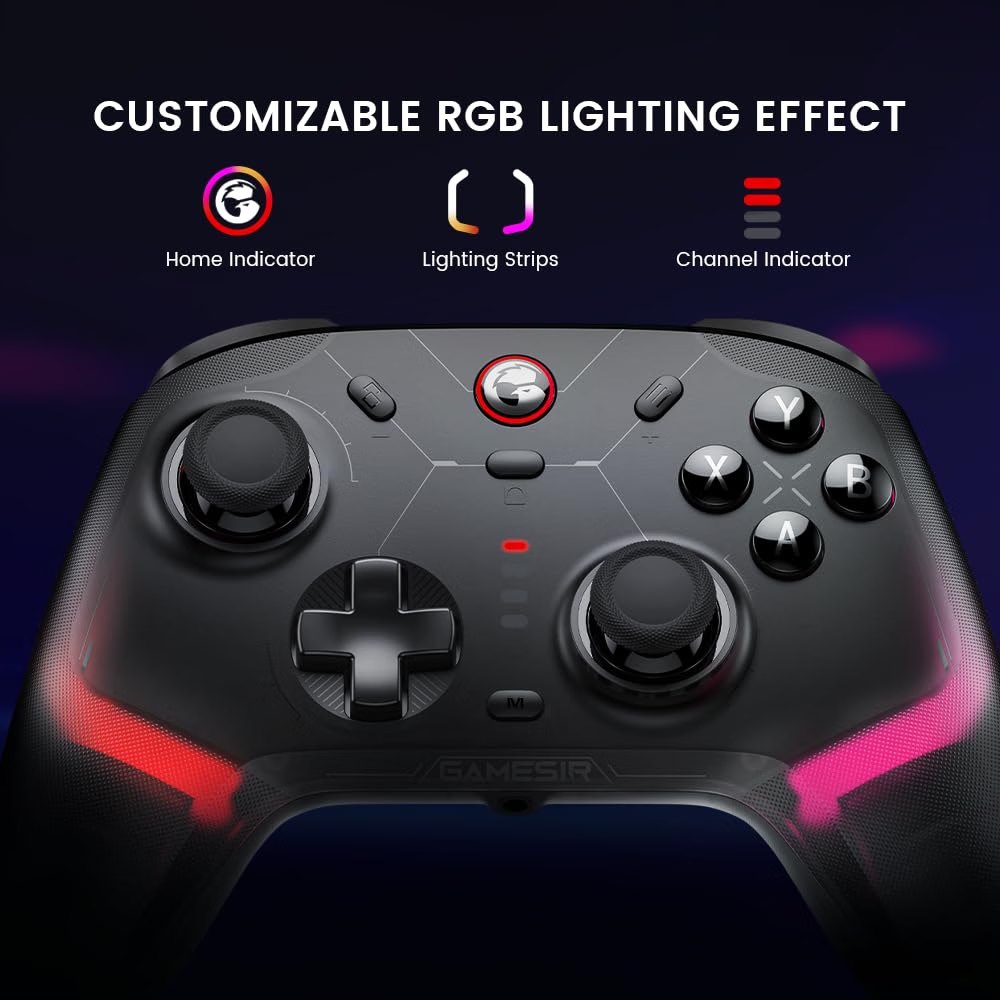 CUSTOMIZABLE RGB LIGHTING EFFECT
Home Indicator
Lighting Strips
Channel Indicator
Y
X
B
A
M
GAMESIR